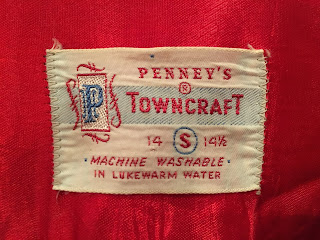 PENNEY'S
®
P TOWNCRAFT
14 S 14½
· MACHINE WASHABLE ·
IN LUKEWARM WATER